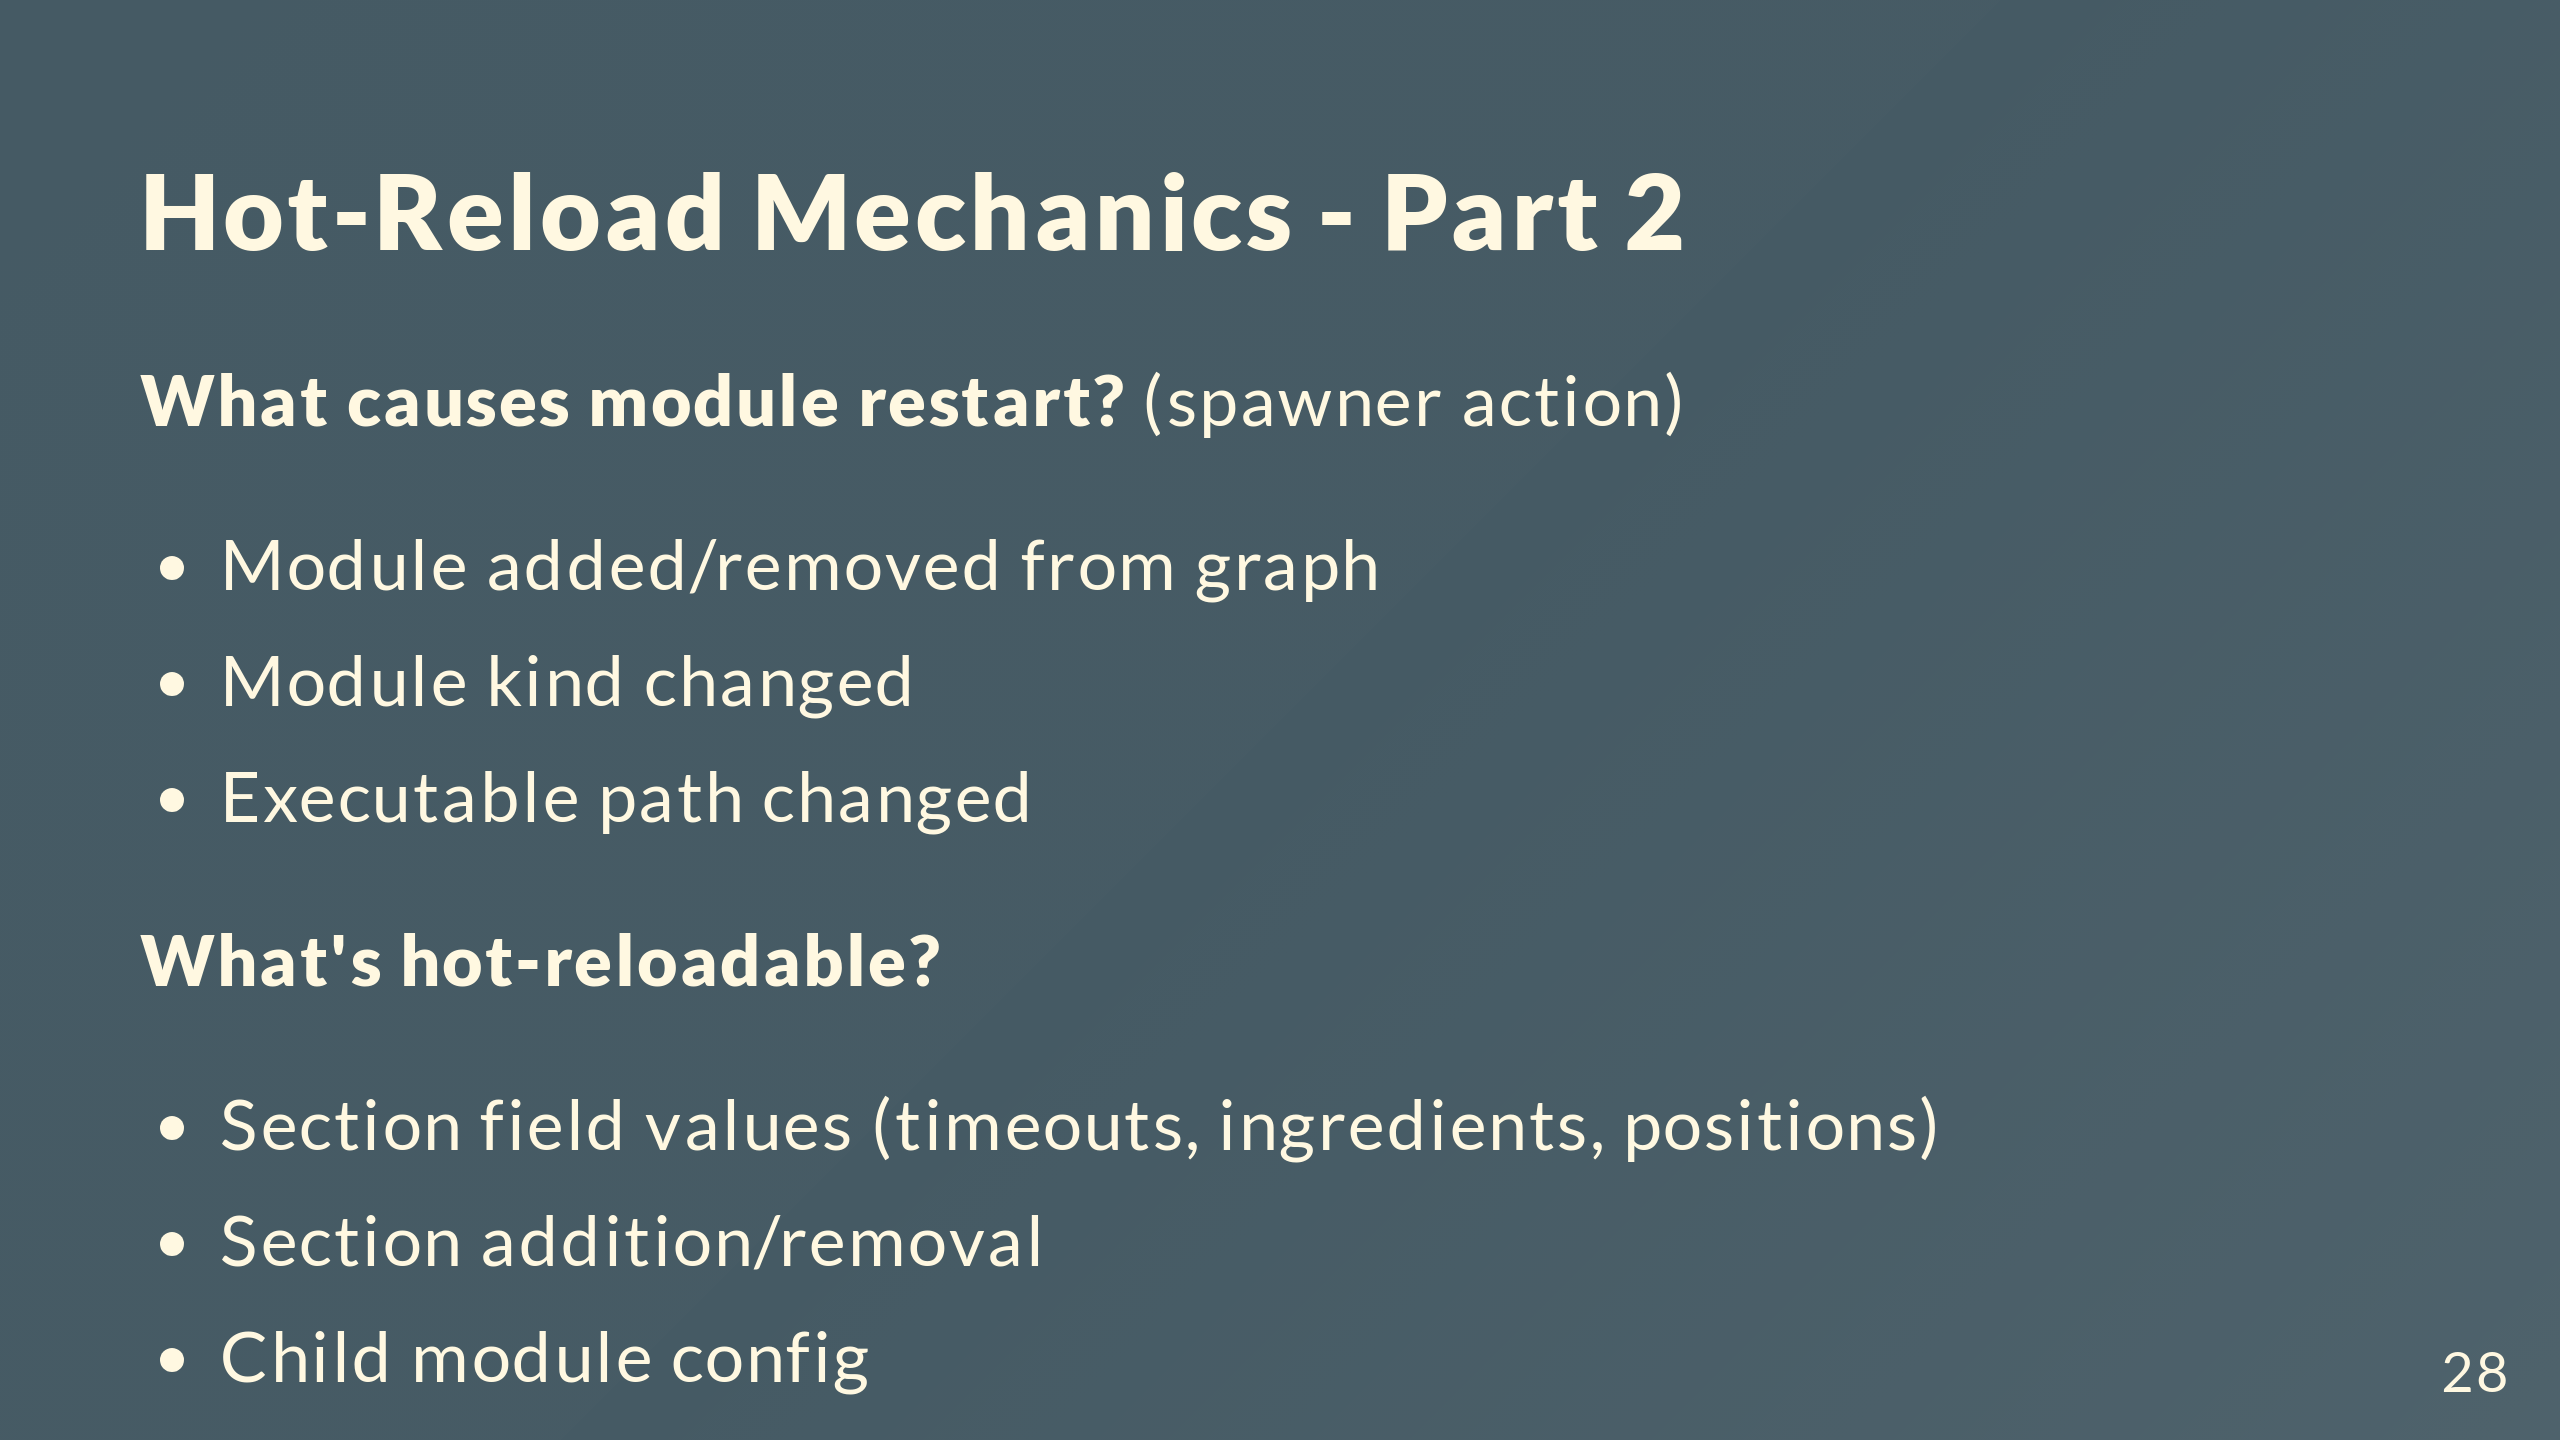 Hot-Reload Mechanics - Part 2
What causes module restart? (spawner action)
• Module added/removed from graph
• Module kind changed
• Executable path changed
What's hot-reloadable?
• Section field values (timeouts, ingredients, positions)
• Section addition/removal
• Child module config
28